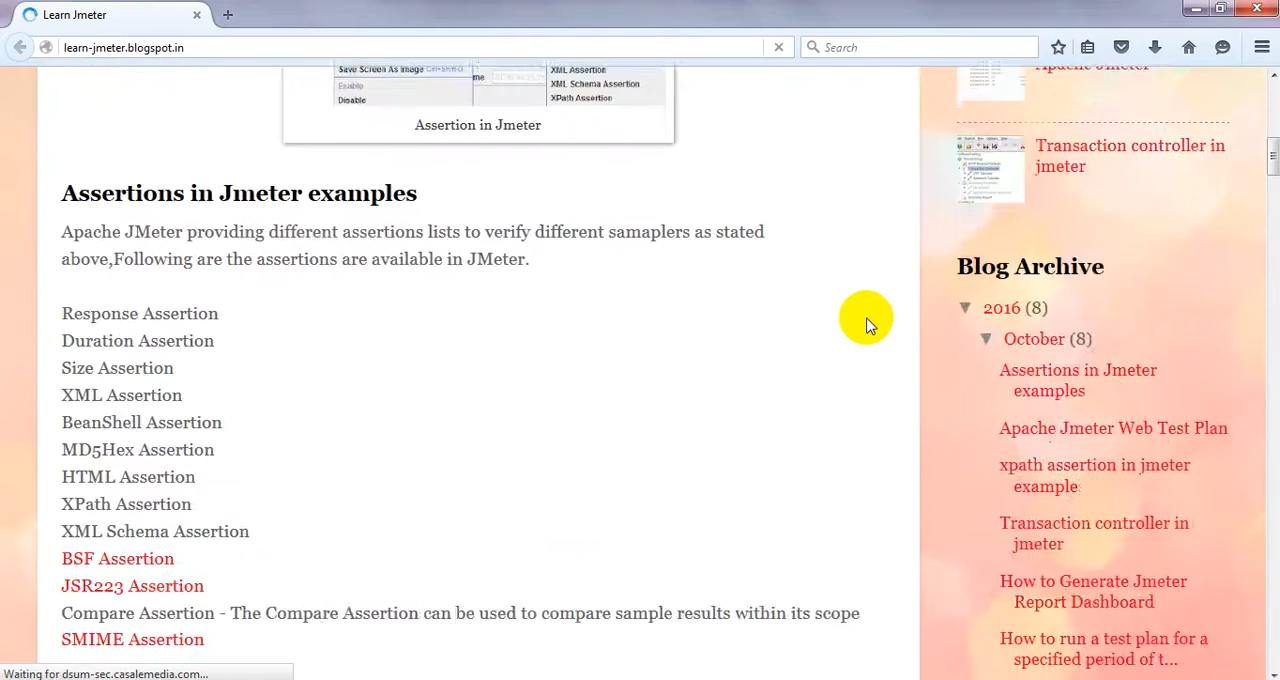 Learn Jmeter
learn-jmeter.blogspot.in
Search
Save Screen As Image Ctrl+Shift-G
Enable
Disable
me
XML Assertion
XML Schema Assertion
XPath Assertion
Assertion in Jmeter
Assertions in Jmeter examples
Apache JMeter providing different assertions lists to verify different samaplers as stated
above,Following are the assertions are available in JMeter.
Response Assertion
Duration Assertion
Size Assertion
XML Assertion
BeanShell Assertion
MD5Hex Assertion
HTML Assertion
XPath Assertion
XML Schema Assertion
BSF Assertion
JSR223 Assertion
Compare Assertion - The Compare Assertion can be used to compare sample results within its scope
SMIME Assertion
Apache Jmeter
Transaction controller in
jmeter
Blog Archive
▼ 2016 (8)
▼ October (8)
Assertions in Jmeter
examples
Apache Jmeter Web Test Plan
xpath assertion in jmeter
example
Transaction controller in
jmeter
How to Generate Jmeter
Report Dashboard
How to run a test plan for a
specified period of t...
Waiting for dsum-sec.casalemedia.com...